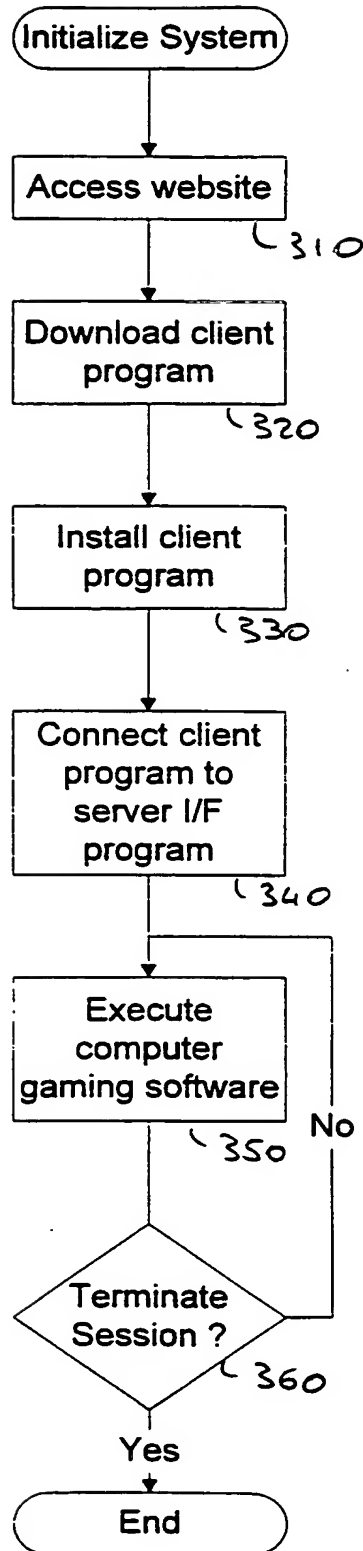 Initialize System
Access website
310
Download client
program
320
Install client
program
330
Connect client
program to
server I/F
program
340
Execute
computer
gaming software
350
No
Terminate
Session ?
360
Yes
End